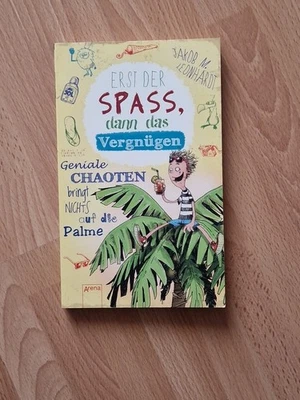 ERST DER
SPASS,
dann das
Vergnügen
JAKOB M.
LEONHARDT
Geniale
CHAOTEN
bringt
NICHTS
auf die
Palme
Arena